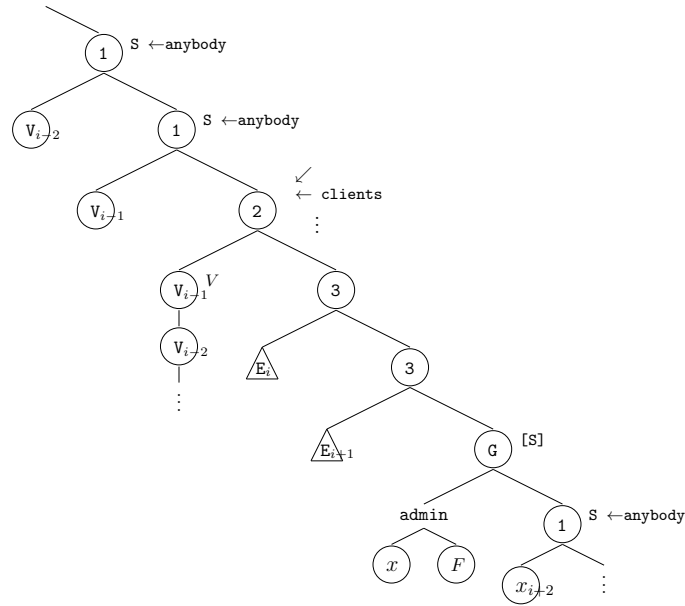 1 S ←anybody
V_{i−2} 1 S ←anybody
↙
← clients
V_{i−1} 2 ⋮
V_{i−1} V 3
V_{i−2} E_i 3
⋮
E_{i+1} G [S]
admin 1 S ←anybody
x F x_{i+2} ⋮